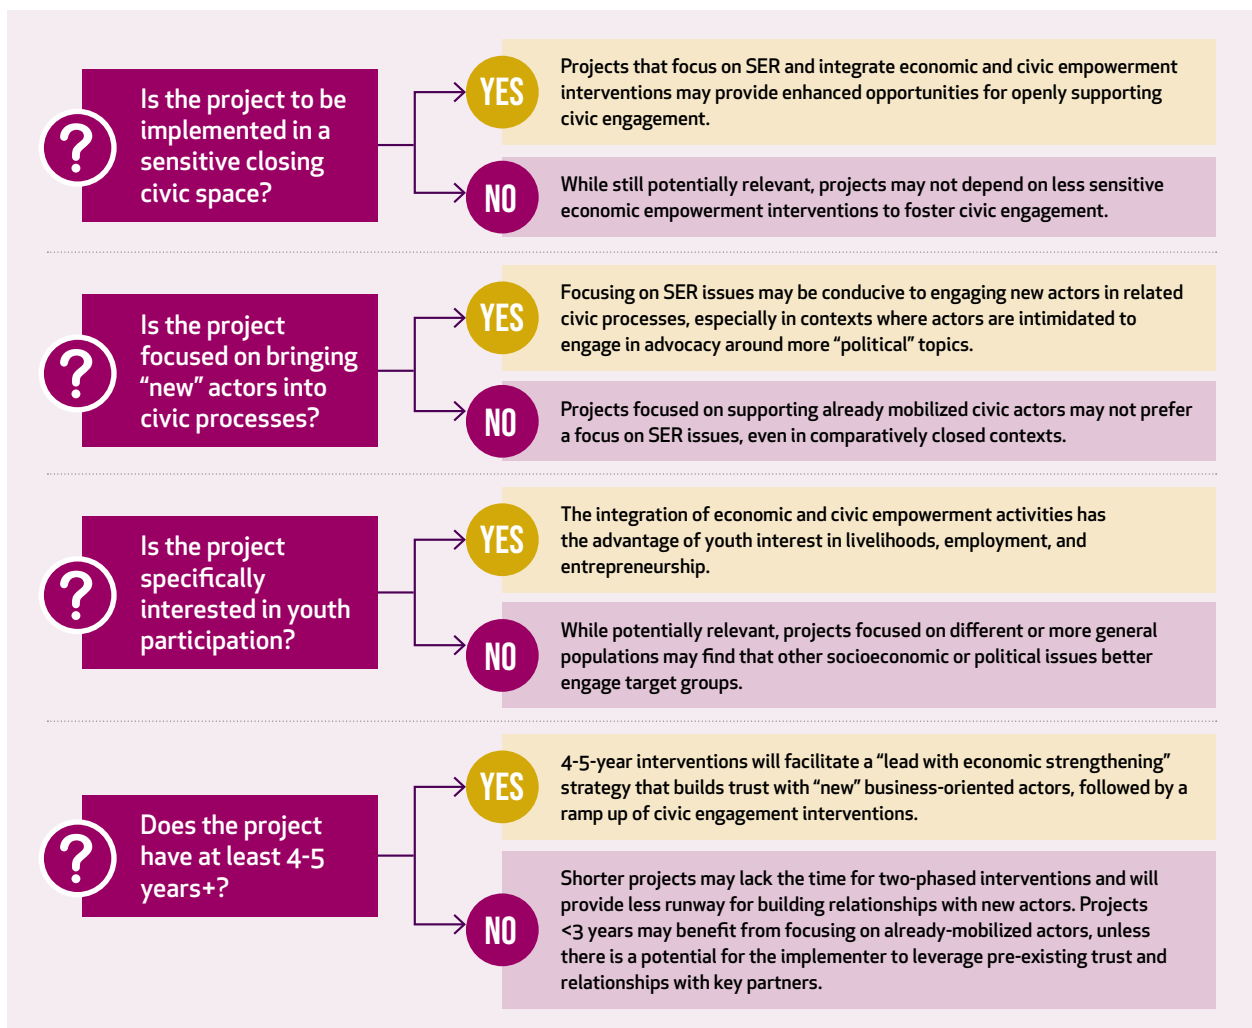 ?
Is the project to be
implemented in a
sensitive closing
civic space?
YES
Projects that focus on SER and integrate economic and civic empowerment
interventions may provide enhanced opportunities for openly supporting
civic engagement.
NO
While still potentially relevant, projects may not depend on less sensitive
economic empowerment interventions to foster civic engagement.
?
Is the project
focused on bringing
“new” actors into
civic processes?
YES
Focusing on SER issues may be conducive to engaging new actors in related
civic processes, especially in contexts where actors are intimidated to
engage in advocacy around more “political” topics.
NO
Projects focused on supporting already mobilized civic actors may not prefer
a focus on SER issues, even in comparatively closed contexts.
?
Is the project
specifically
interested in youth
participation?
YES
The integration of economic and civic empowerment activities has
the advantage of youth interest in livelihoods, employment, and
entrepreneurship.
NO
While potentially relevant, projects focused on different or more general
populations may find that other socioeconomic or political issues better
engage target groups.
?
Does the project
have at least 4-5
years+?
YES
4-5-year interventions will facilitate a “lead with economic strengthening”
strategy that builds trust with “new” business-oriented actors, followed by a
ramp up of civic engagement interventions.
NO
Shorter projects may lack the time for two-phased interventions and will
provide less runway for building relationships with new actors. Projects
<3 years may benefit from focusing on already-mobilized actors, unless
there is a potential for the implementer to leverage pre-existing trust and
relationships with key partners.